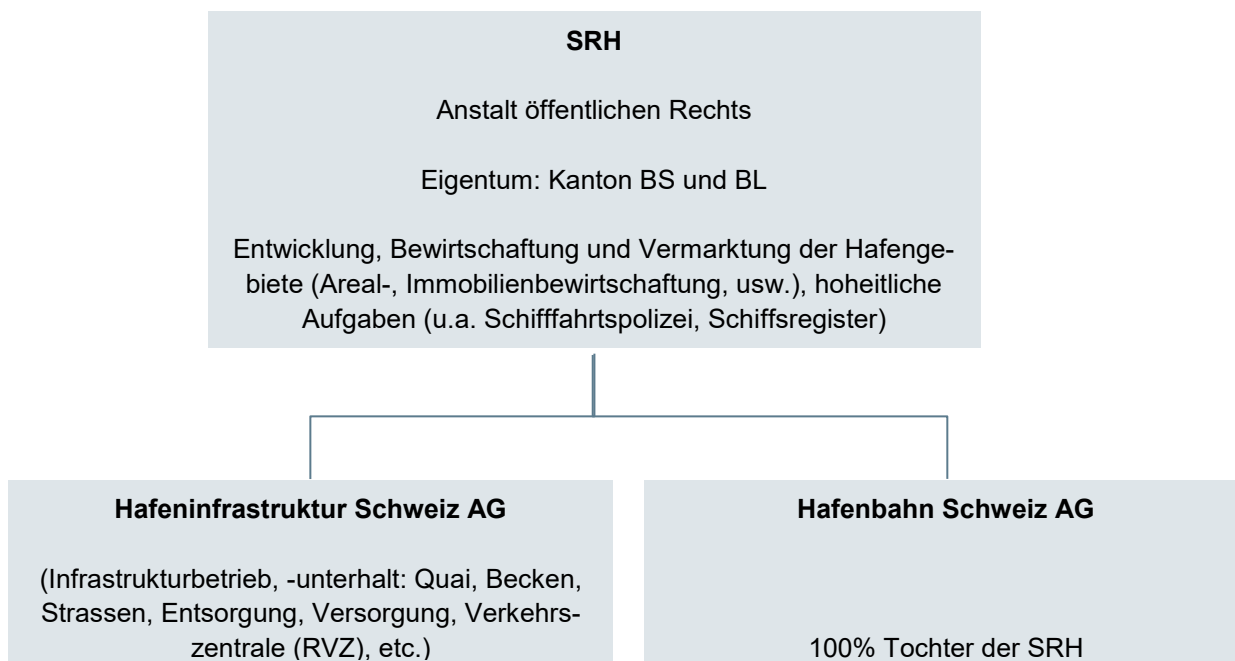 SRH
Anstalt öffentlichen Rechts
Eigentum: Kanton BS und BL
Entwicklung, Bewirtschaftung und Vermarktung der Hafenge-
biete (Areal-, Immobilienbewirtschaftung, usw.), hoheitliche
Aufgaben (u.a. Schifffahrtspolizei, Schiffsregister)
Hafeninfrastruktur Schweiz AG
(Infrastrukturbetrieb, -unterhalt: Quai, Becken,
Strassen, Entsorgung, Versorgung, Verkehrs-
zentrale (RVZ), etc.)
Hafenbahn Schweiz AG
100% Tochter der SRH